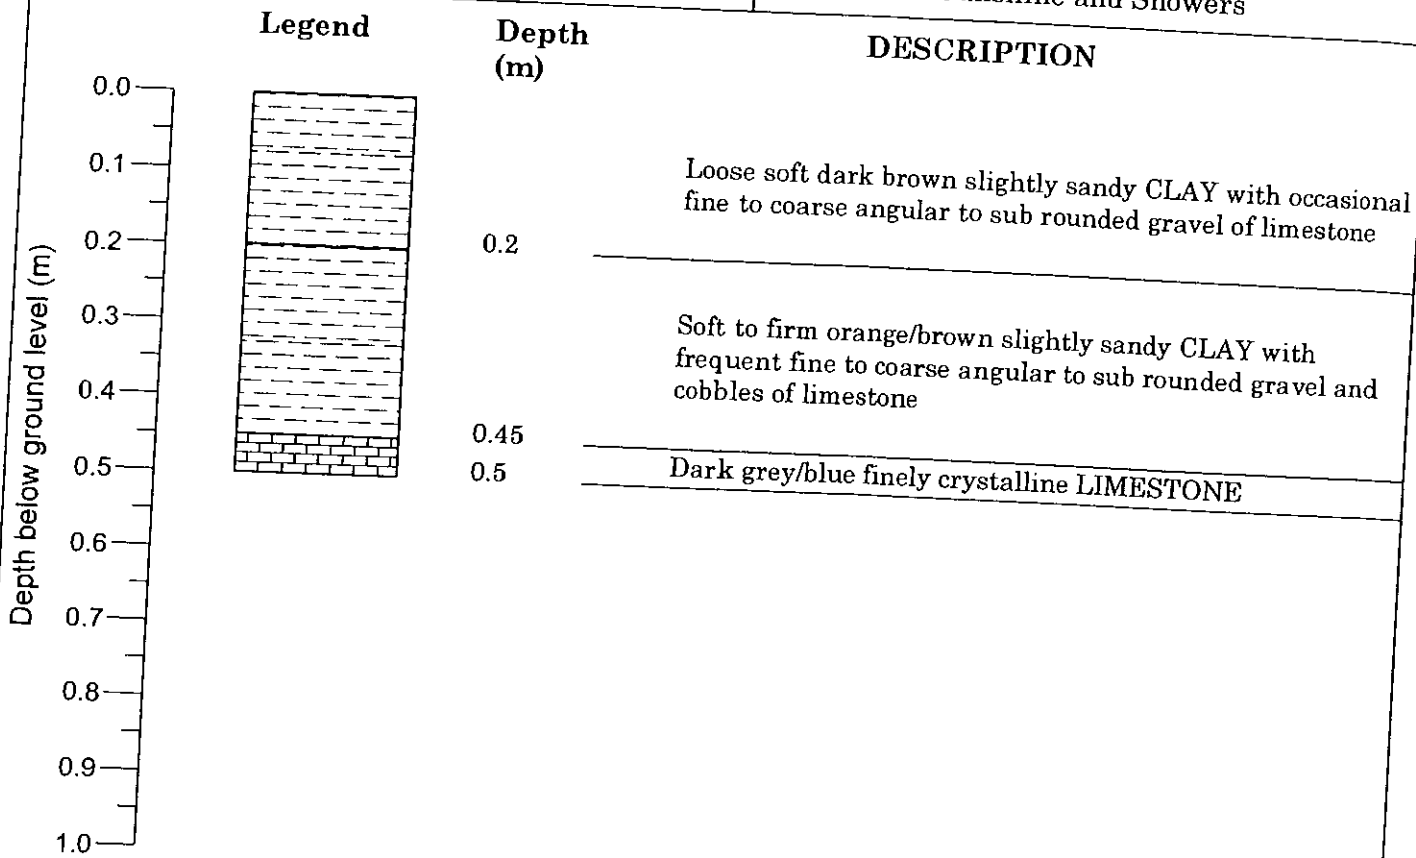 and Showers
Legend
Depth
(m)
DESCRIPTION
0.0
0.1
0.2
0.3
0.4
0.5
0.6
0.7
0.8
0.9
1.0
Depth below ground level (m)
Loose soft dark brown slightly sandy CLAY with occasional
fine to coarse angular to sub rounded gravel of limestone
0.2
Soft to firm orange/brown slightly sandy CLAY with
frequent fine to coarse angular to sub rounded gravel and
cobbles of limestone
0.45
0.5
Dark grey/blue finely crystalline LIMESTONE